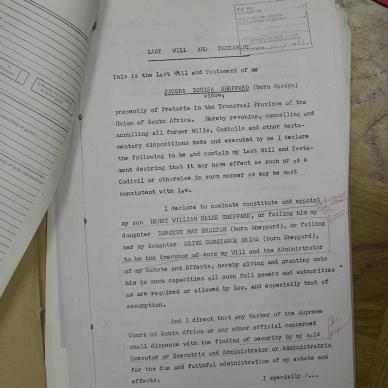 LAST WILL AND TESTAMENT
This is the Last Will and Testament of me
JACOBA LOUISA SHEPPARD (born
widow,
presently of Pretoria in the Transvaal Province of the
Union of South Africa. Hereby revoking, cancelling and
annulling all former Wills, Codicils and other testa-
mentary dispositions made and executed by me I declare
the following to be and contain my Last Will and Testa-
ment desiring that it may have effect as such or as a
Codicil or otherwise in such manner as may be most
consistent with law.
I declare to nominate constitute and appoint
my son HENRY WILLIAM SHEPPARD, or failing him my
daughter DOROTHY MAY SHELDON (born Sheppard), or failing
her my daughter OLIVE CONSTANCE (born Sheppard),
to be the Executor of this my Will and the Administrator
of my Estate and Effects, hereby giving and granting unto
him in such capacities all such full powers and authorities
as are required or allowed by law, and especially that of
assumption.
And I direct that any Master of the Supreme
Court of South Africa or any other official concerned
shall dispense with the finding of security by my said
Executor or Executrix and Administrator or Administratrix
for the due and faithful administration of my estate and
effects.
I specially /...